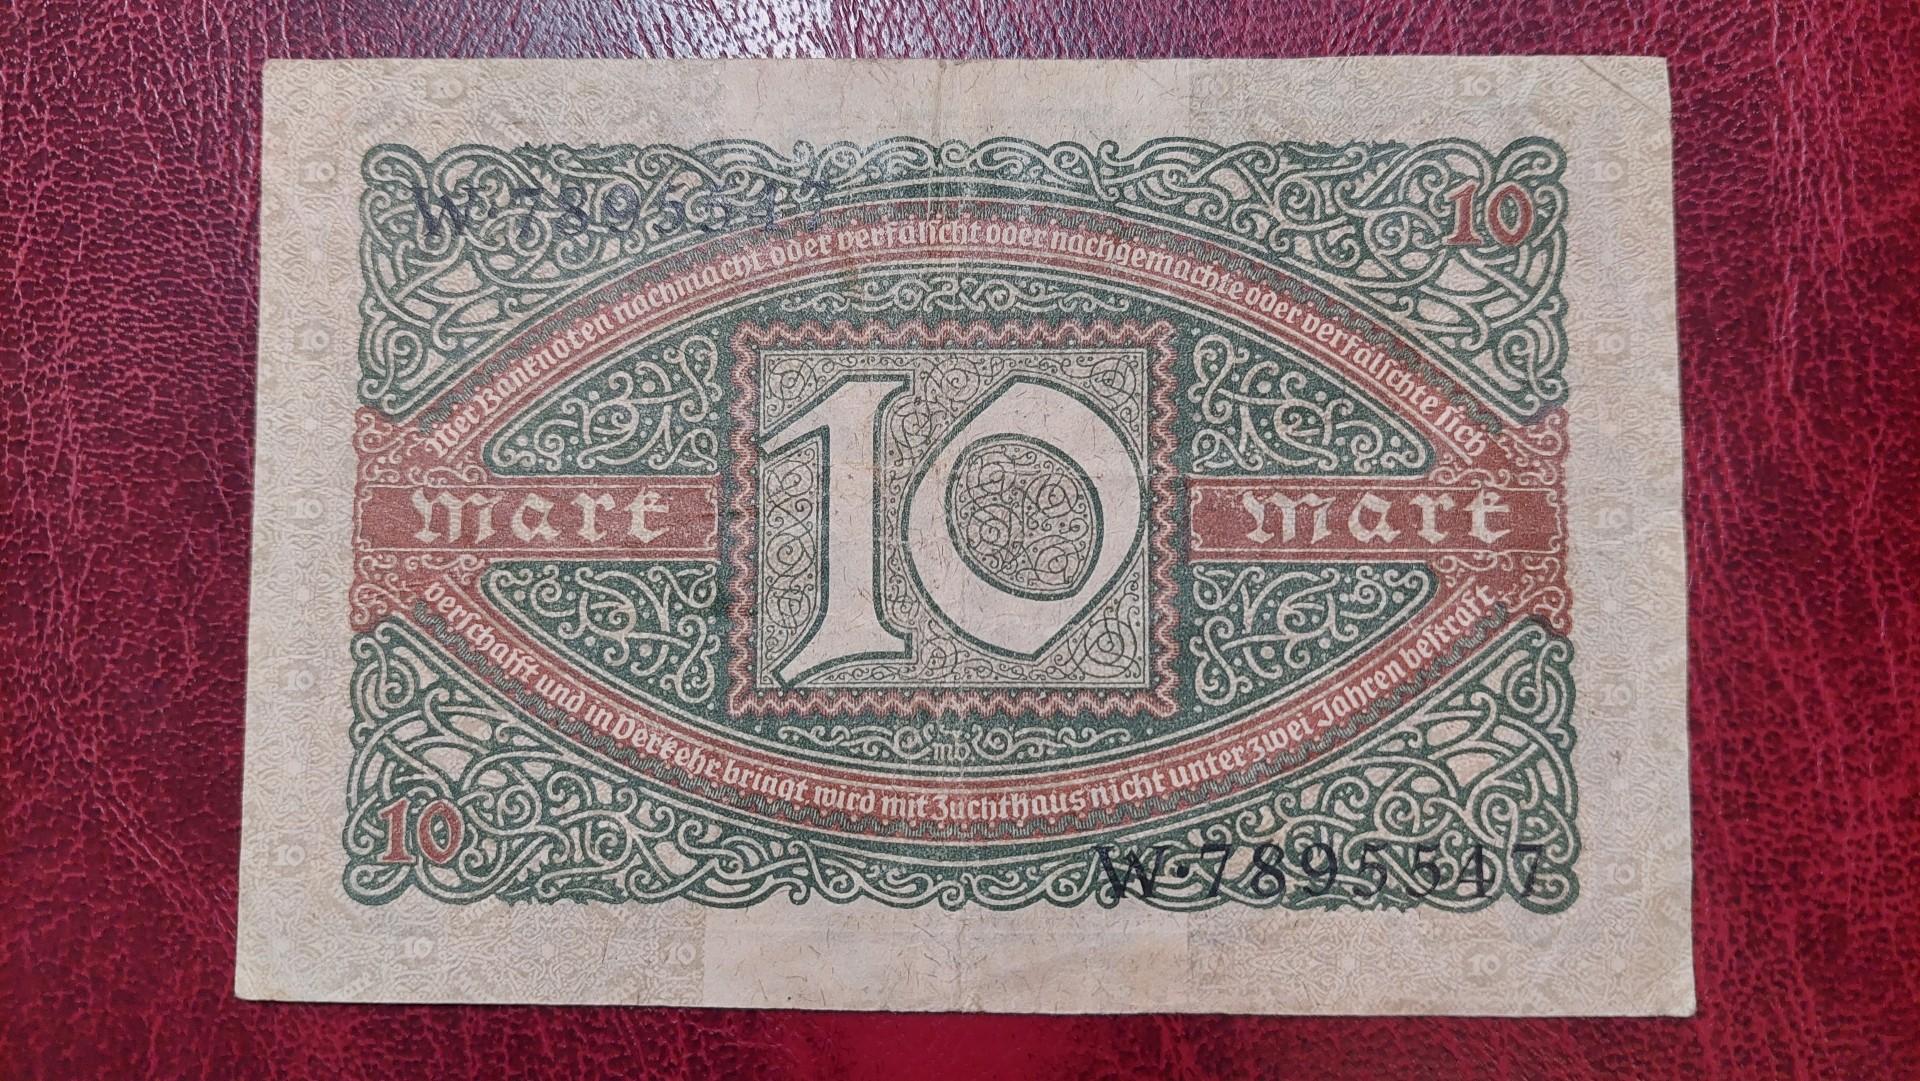 W·7895547
10
Wer Banknoten nachmacht oder verfälscht oder nachgemachte oder verfälschte sich
10
Mark
Mark
verschafft und in Verkehr bringt, wird mit Zuchthaus nicht unter zwei Jahren bestraft.
mb.
10
W·7895547